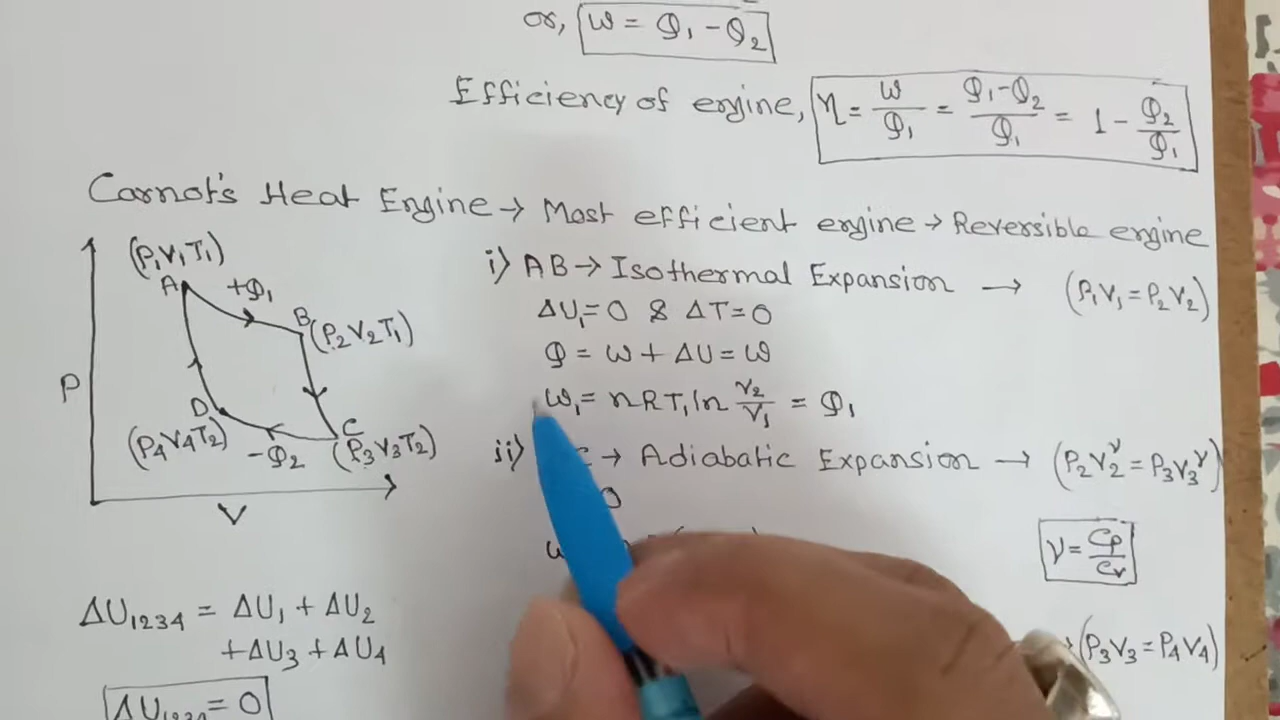 or, W = Q₁ - Q₂
Efficiency of engine, η = W/Q₁ = (Q₁-Q₂)/Q₁ = 1 - Q₂/Q₁
Carnot's Heat Engine → Most efficient engine → Reversible engine
(P₁V₁T₁)
A
+Q₁
B
(P₂V₂T₁)
P
D
(P₄V₄T₂)
-Q₂
C
(P₃V₃T₂)
V
i) AB → Isothermal Expansion → (P₁V₁ = P₂V₂)
ΔU₁ = 0 & ΔT = 0
Q = W + ΔU = W
W₁ = nRT₁ ln V₂/V₁ = Q₁
ii) → Adiabatic Expansion → (P₂V₂^γ = P₃V₃^γ)
0
γ = Cp/Cv
(P₃V₃ = P₄V₄)
ΔU₁₂₃₄ = ΔU₁ + ΔU₂
+ ΔU₃ + ΔU₄
ΔU₁₂₃₄ = 0